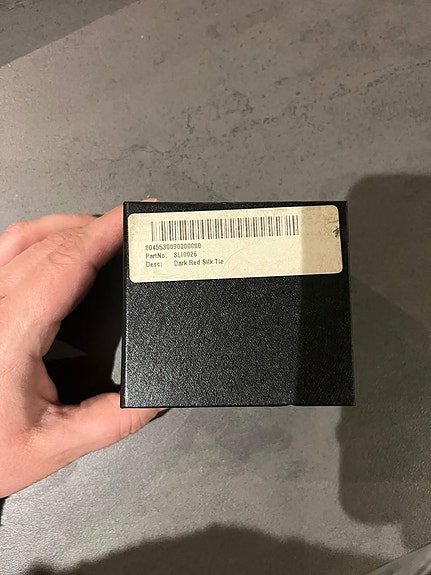 0045530090000000
PartNo: SLI0026
Desc: Dark Red Silk Tie